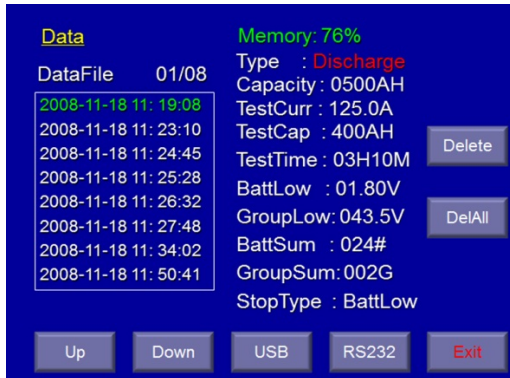 Data
DataFile 01/08
2008-11-18 11: 19:08
2008-11-18 11: 23:10
2008-11-18 11: 24:45
2008-11-18 11: 25:28
2008-11-18 11: 26:32
2008-11-18 11: 27:48
2008-11-18 11: 34:02
2008-11-18 11: 50:41
Memory: 76%
Type : Discharge
Capacity : 0500AH
TestCurr : 125.0A
TestCap : 400AH
TestTime : 03H10M
BattLow : 01.80V
GroupLow: 043.5V
BattSum : 024#
GroupSum: 002G
StopType : BattLow
Delete
DelAll
Up Down USB RS232 Exit